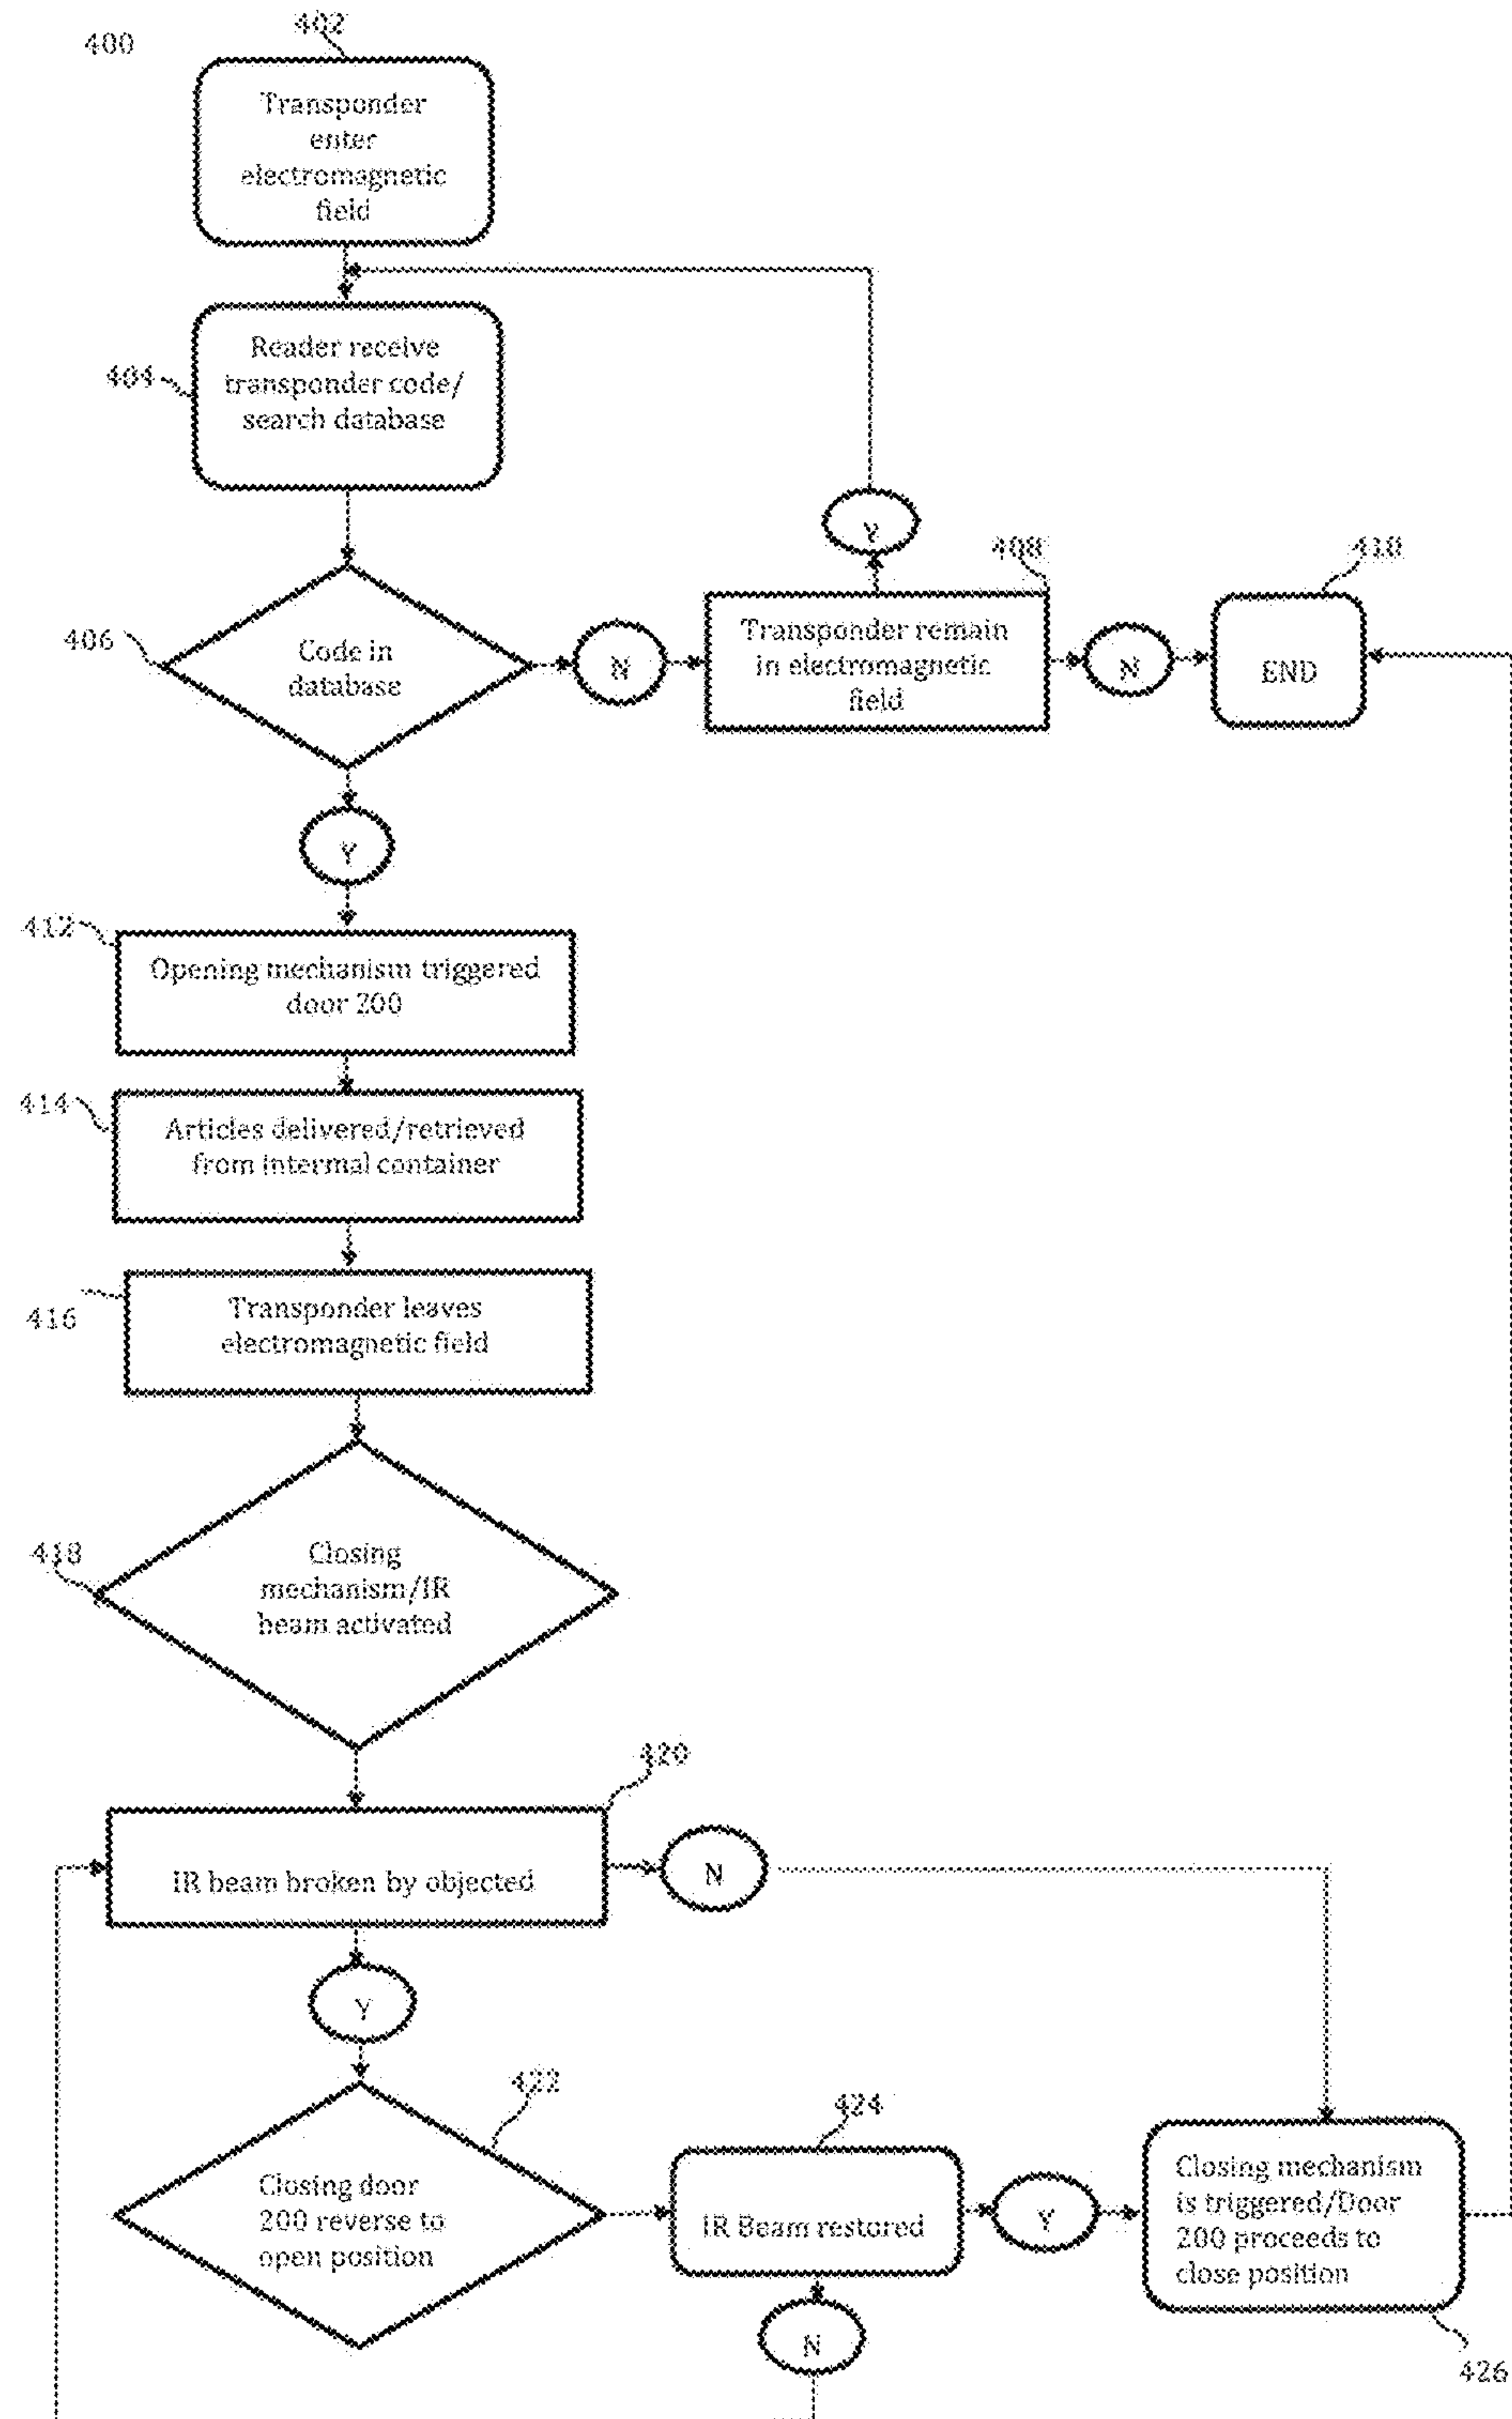 400
402
Transponder
enter
electromagnetic
field
404
Reader receive
transponder code/
search database
Y
408
410
406
Code in
database
N
Transponder remain
in electromagnetic
field
N
END
Y
412
Opening mechanism triggered
door 200
414
Articles delivered/retrieved
from intermal container
416
Transponder leaves
electromagnetic field
418
Closing
mechanism/IR
beam activated
420
IR beam broken by objected
N
Y
422
Closing door
200 reverse to
open position
424
IR Beam restored
Y
Closing mechanism
is triggered/Door
200 proceeds to
close position
N
426